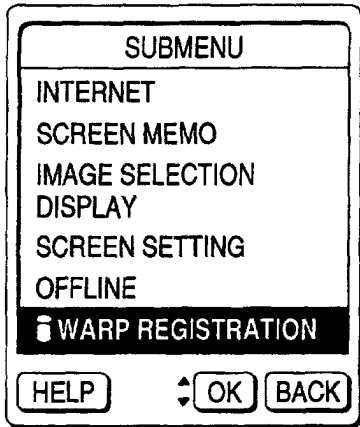 SUBMENU
INTERNET
SCREEN MEMO
IMAGE SELECTION
DISPLAY
SCREEN SETTING
OFFLINE
i WARP REGISTRATION
HELP OK BACK